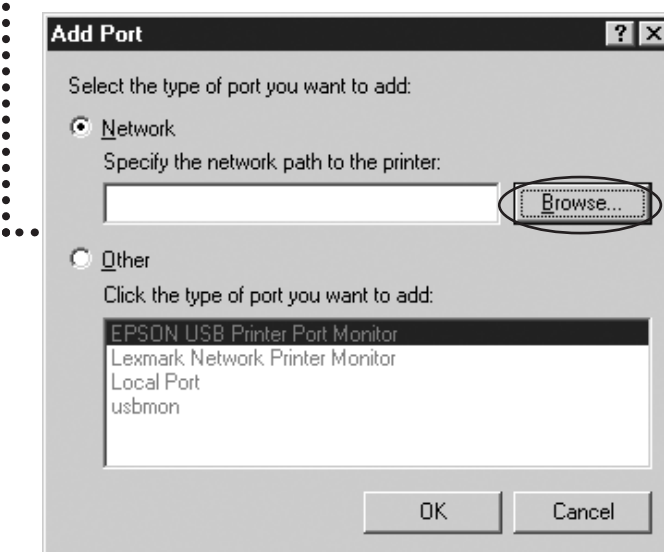 Add Port
Select the type of port you want to add:
Network
Specify the network path to the printer:
Browse...
Other
Click the type of port you want to add:
EPSON USB Printer Port Monitor
Lexmark Network Printer Monitor
Local Port
usbmon
OK
Cancel